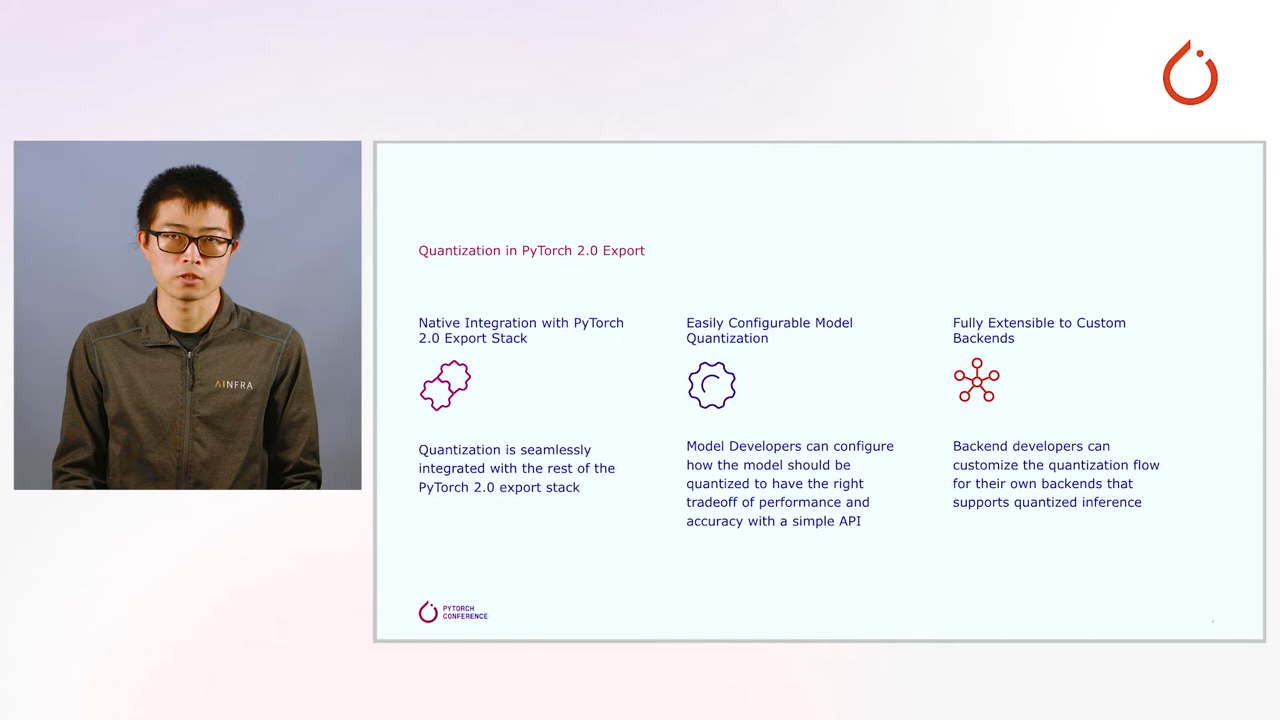 AINFRA
Quantization in PyTorch 2.0 Export
Native Integration with PyTorch
2.0 Export Stack
Quantization is seamlessly
integrated with the rest of the
PyTorch 2.0 export stack
Easily Configurable Model
Quantization
Model Developers can configure
how the model should be
quantized to have the right
tradeoff of performance and
accuracy with a simple API
Fully Extensible to Custom
Backends
Backend developers can
customize the quantization flow
for their own backends that
supports quantized inference
PYTORCH
CONFERENCE